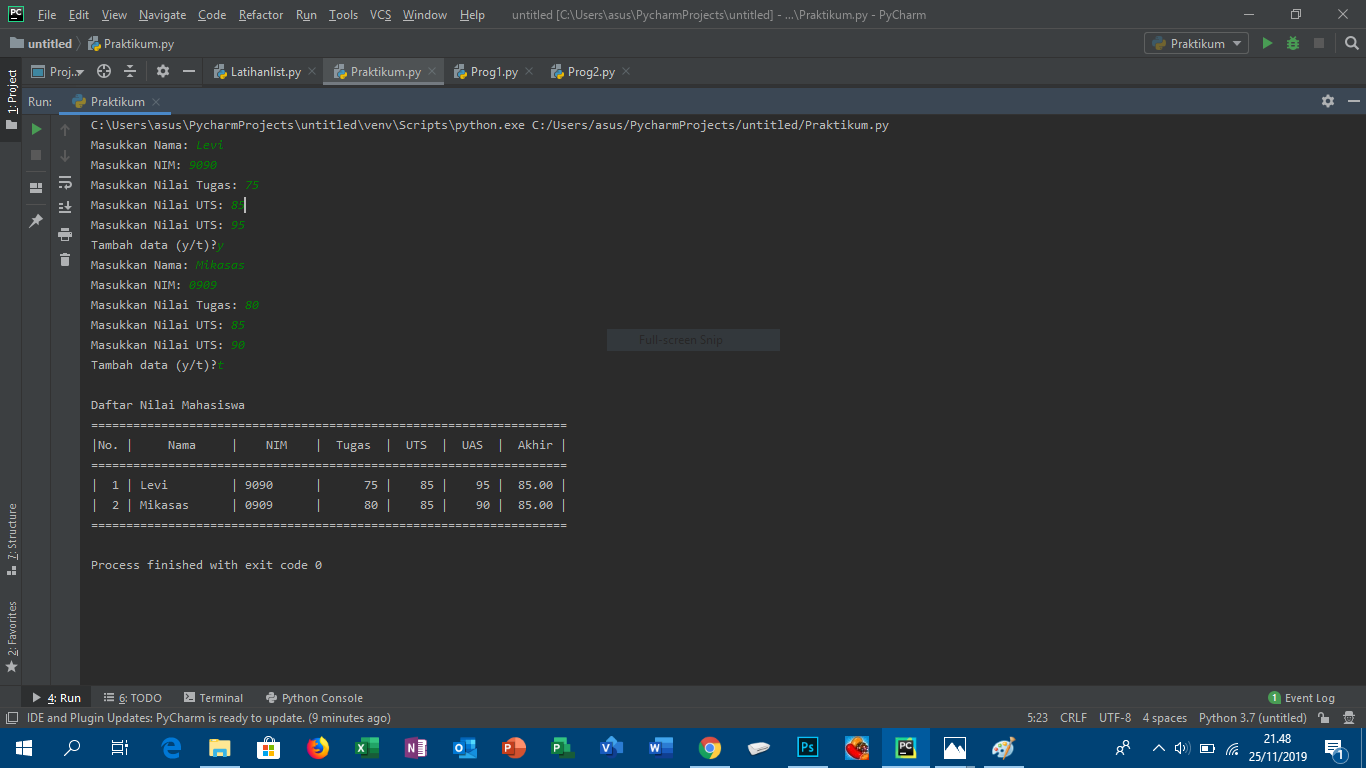 File Edit View Navigate Code Refactor Run Tools VCS Window Help untitled [C:\Users\asus\PycharmProjects\untitled] - ...\Praktikum.py - PyCharm
untitled Praktikum.py Praktikum
Proj... Latihanlist.py Praktikum.py Prog1.py Prog2.py
1: Project
Run: Praktikum
C:\Users\asus\PycharmProjects\untitled\venv\Scripts\python.exe C:/Users/asus/PycharmProjects/untitled/Praktikum.py
Masukkan Nama: Levi
Masukkan NIM: 9090
Masukkan Nilai Tugas: 75
Masukkan Nilai UTS: 85
Masukkan Nilai UTS: 95
Tambah data (y/t)?y
Masukkan Nama: Mikasas
Masukkan NIM: 0909
Masukkan Nilai Tugas: 80
Masukkan Nilai UTS: 85
Masukkan Nilai UTS: 90
Full-screen Snip
Tambah data (y/t)?t
Daftar Nilai Mahasiswa
====================================================================
|No. |     Nama     |    NIM    |  Tugas  |  UTS  |  UAS  |  Akhir |
====================================================================
|  1 | Levi         | 9090      |      75 |    85 |    95 |  85.00 |
|  2 | Mikasas      | 0909      |      80 |    85 |    90 |  85.00 |
====================================================================
Process finished with exit code 0
7: Structure
2: Favorites
4: Run 6: TODO Terminal Python Console 1 Event Log
IDE and Plugin Updates: PyCharm is ready to update. (9 minutes ago) 5:23 CRLF UTF-8 4 spaces Python 3.7 (untitled)
21.48
25/11/2019
1